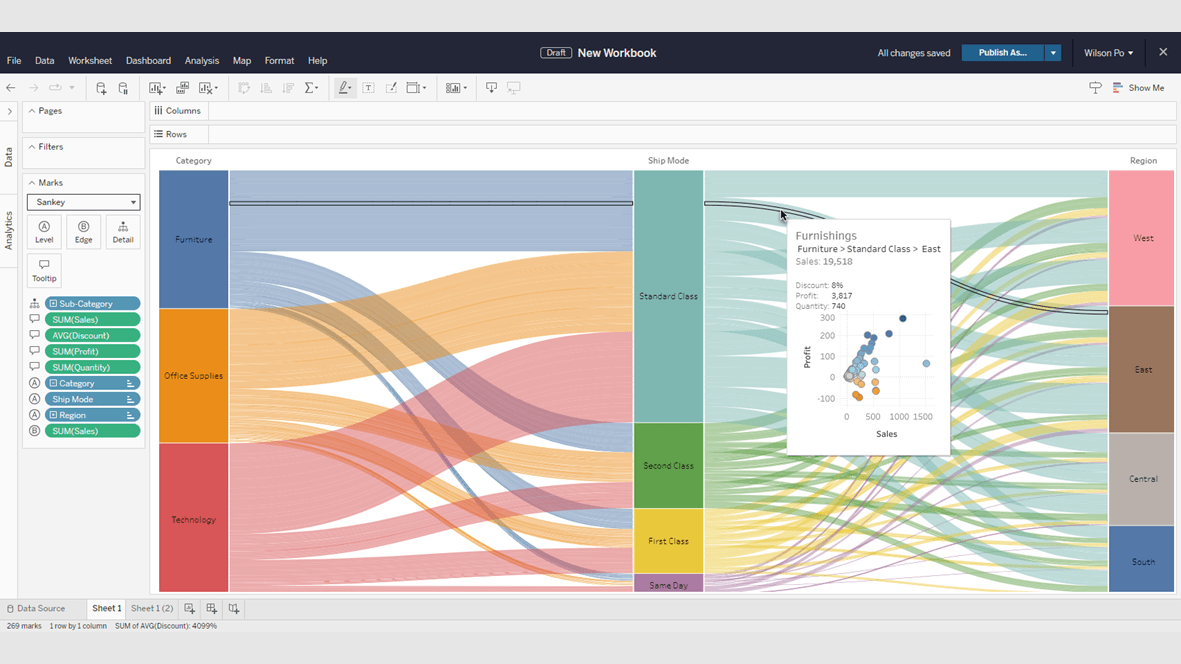 Draft New Workbook
File Data Worksheet Dashboard Analysis Map Format Help
All changes saved Publish As... Wilson Po
Show Me
Pages
Columns
Rows
Filters
Data
Analytics
Marks
Sankey
Level Edge Detail
Tooltip
Sub-Category
SUM(Sales)
AVG(Discount)
SUM(Profit)
SUM(Quantity)
Category
Ship Mode
Region
SUM(Sales)
Category Ship Mode Region
Furniture
Office Supplies
Technology
Standard Class
Second Class
First Class
Same Day
West
East
Central
South
Furnishings
Furniture > Standard Class > East
Sales: 19,518
Discount: 8%
Profit: 3,817
Quantity: 740
300
200
100
0
-100
Profit
0 500 1000 1500
Sales
Data Source Sheet 1 Sheet 1 (2)
269 marks 1 row by 1 column SUM of AVG(Discount): 4099%